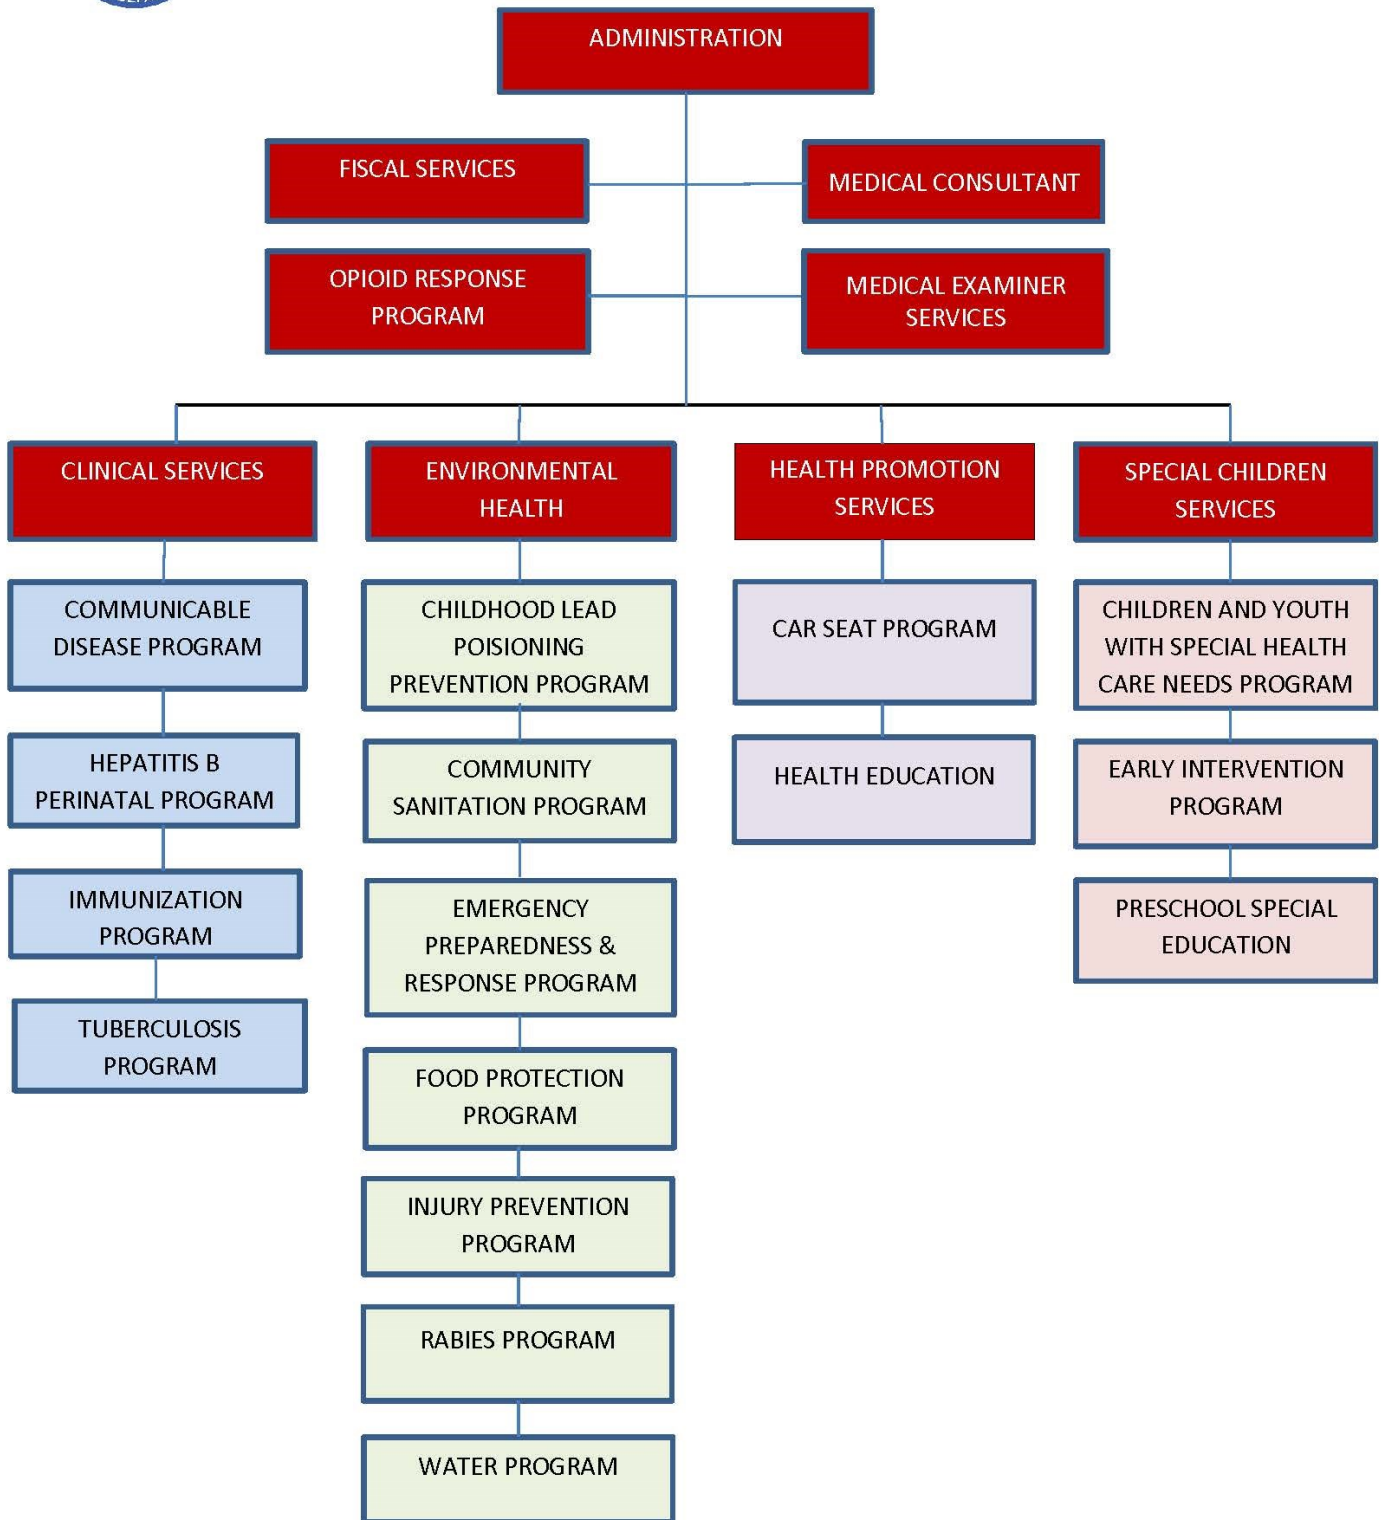 ADMINISTRATION
FISCAL SERVICES
MEDICAL CONSULTANT
OPIOID RESPONSE
PROGRAM
MEDICAL EXAMINER
SERVICES
CLINICAL SERVICES
ENVIRONMENTAL
HEALTH
HEALTH PROMOTION
SERVICES
SPECIAL CHILDREN
SERVICES
COMMUNICABLE
DISEASE PROGRAM
HEPATITIS B
PERINATAL PROGRAM
IMMUNIZATION
PROGRAM
TUBERCULOSIS
PROGRAM
CHILDHOOD LEAD
POISIONING
PREVENTION PROGRAM
COMMUNITY
SANITATION PROGRAM
EMERGENCY
PREPAREDNESS &
RESPONSE PROGRAM
FOOD PROTECTION
PROGRAM
INJURY PREVENTION
PROGRAM
RABIES PROGRAM
WATER PROGRAM
CAR SEAT PROGRAM
HEALTH EDUCATION
CHILDREN AND YOUTH
WITH SPECIAL HEALTH
CARE NEEDS PROGRAM
EARLY INTERVENTION
PROGRAM
PRESCHOOL SPECIAL
EDUCATION